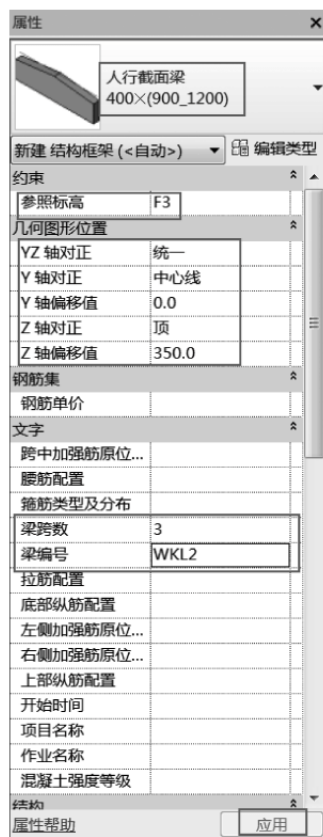 属性
人行截面梁
400×(900_1200)
新建 结构框架 (<自动>) 编辑类型
约束
参照标高 F3
几何图形位置
YZ 轴对正 统一
Y 轴对正 中心线
Y 轴偏移值 0.0
Z 轴对正 顶
Z 轴偏移值 350.0
钢筋集
钢筋单价
文字
跨中加强筋原位...
腰筋配置
箍筋类型及分布
梁跨数 3
梁编号 WKL2
拉筋配置
底部纵筋配置
左侧加强筋原位...
右侧加强筋原位...
上部纵筋配置
开始时间
项目名称
作业名称
混凝土强度等级
结构
属性帮助 应用